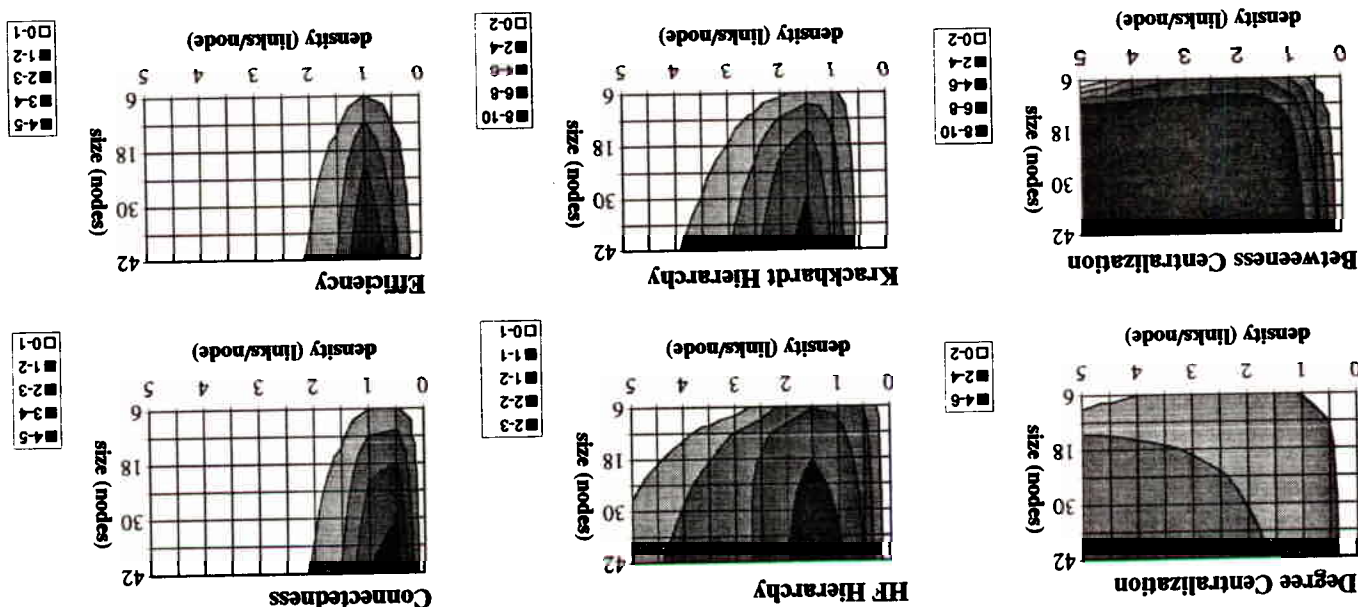 Degree Centralization
size (nodes)
42
30
18
6
0 1 2 3 4 5
density (links/node)
4-6
2-4
0-2
HF Hierarchy
size (nodes)
42
30
18
6
0 1 2 3 4 5
density (links/node)
2-3
2-2
1-2
1-1
0-1
Connectedness
size (nodes)
42
30
18
6
0 1 2 3 4 5
density (links/node)
4-5
3-4
2-3
1-2
0-1
Betweeness Centralization
size (nodes)
42
30
18
6
0 1 2 3 4 5
density (links/node)
8-10
6-8
4-6
2-4
0-2
Krackhardt Hierarchy
size (nodes)
42
30
18
6
0 1 2 3 4 5
density (links/node)
8-10
6-8
4-6
2-4
0-2
Efficiency
size (nodes)
42
30
18
6
0 1 2 3 4 5
density (links/node)
4-5
3-4
2-3
1-2
0-1